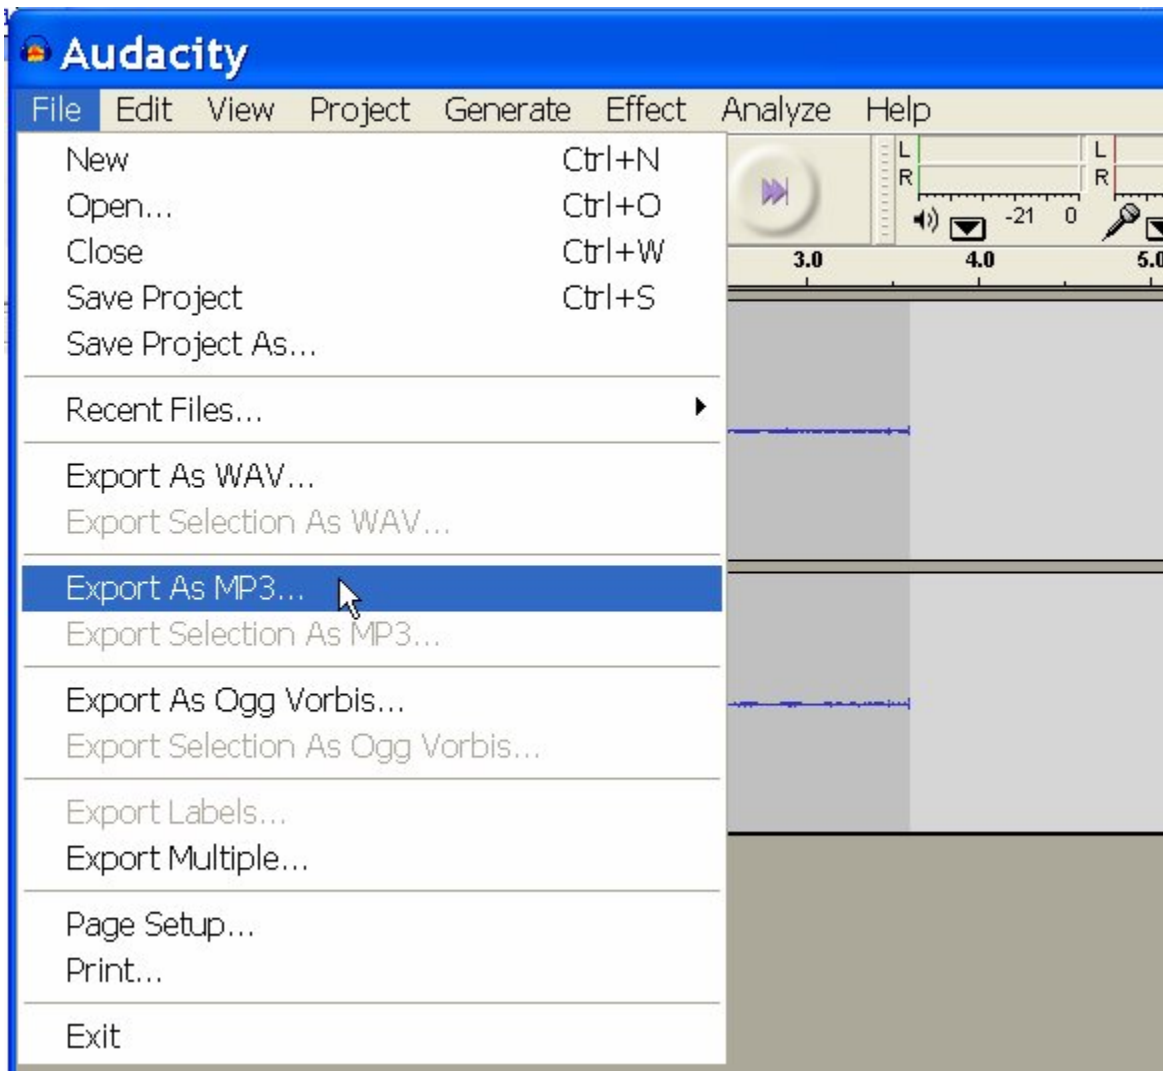 Audacity
File Edit View Project Generate Effect Analyze Help
New Ctrl+N
Open... Ctrl+O
Close Ctrl+W
Save Project Ctrl+S
Save Project As...
Recent Files...
Export As WAV...
Export Selection As WAV...
Export As MP3...
Export Selection As MP3...
Export As Ogg Vorbis...
Export Selection As Ogg Vorbis...
Export Labels...
Export Multiple...
Page Setup...
Print...
Exit
L L
R R
-21 0
3.0 4.0 5.0